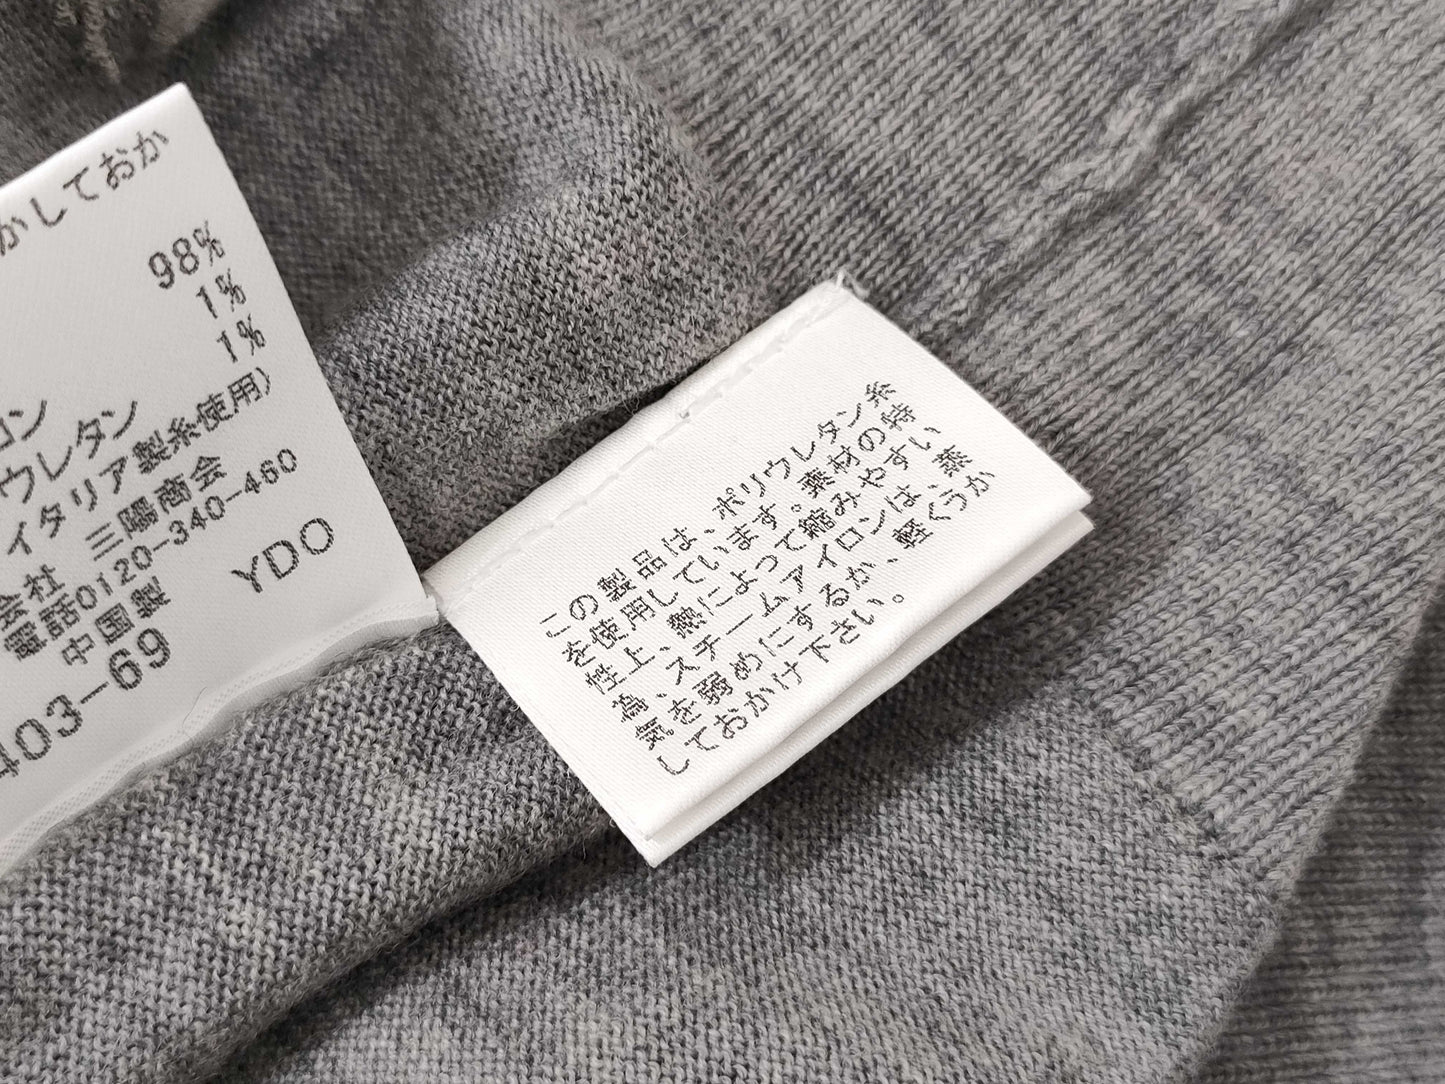 かしておか
98%
1%
1%
ロン
ウレタン
イタリア製糸使用)
会社 三陽商会
電話0120-340-460
中国製
YDO
403-69
この製品は、ポリウレタン糸
を使用しています。素材の特
性上、熱によって縮みやすい
為、スチームアイロンは、蒸
気を弱めにするか、軽くうか
しておかけ下さい。